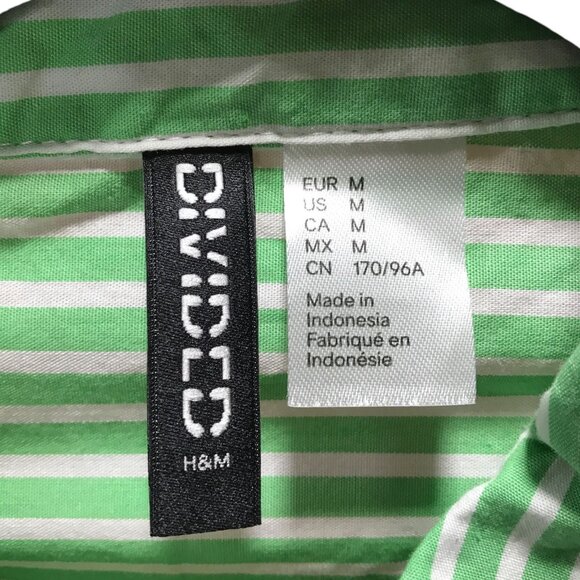 DIVIDED
H&M
EUR M
US M
CA M
MX M
CN 170/96A
Made in
Indonesia
Fabriqué en
Indonésie